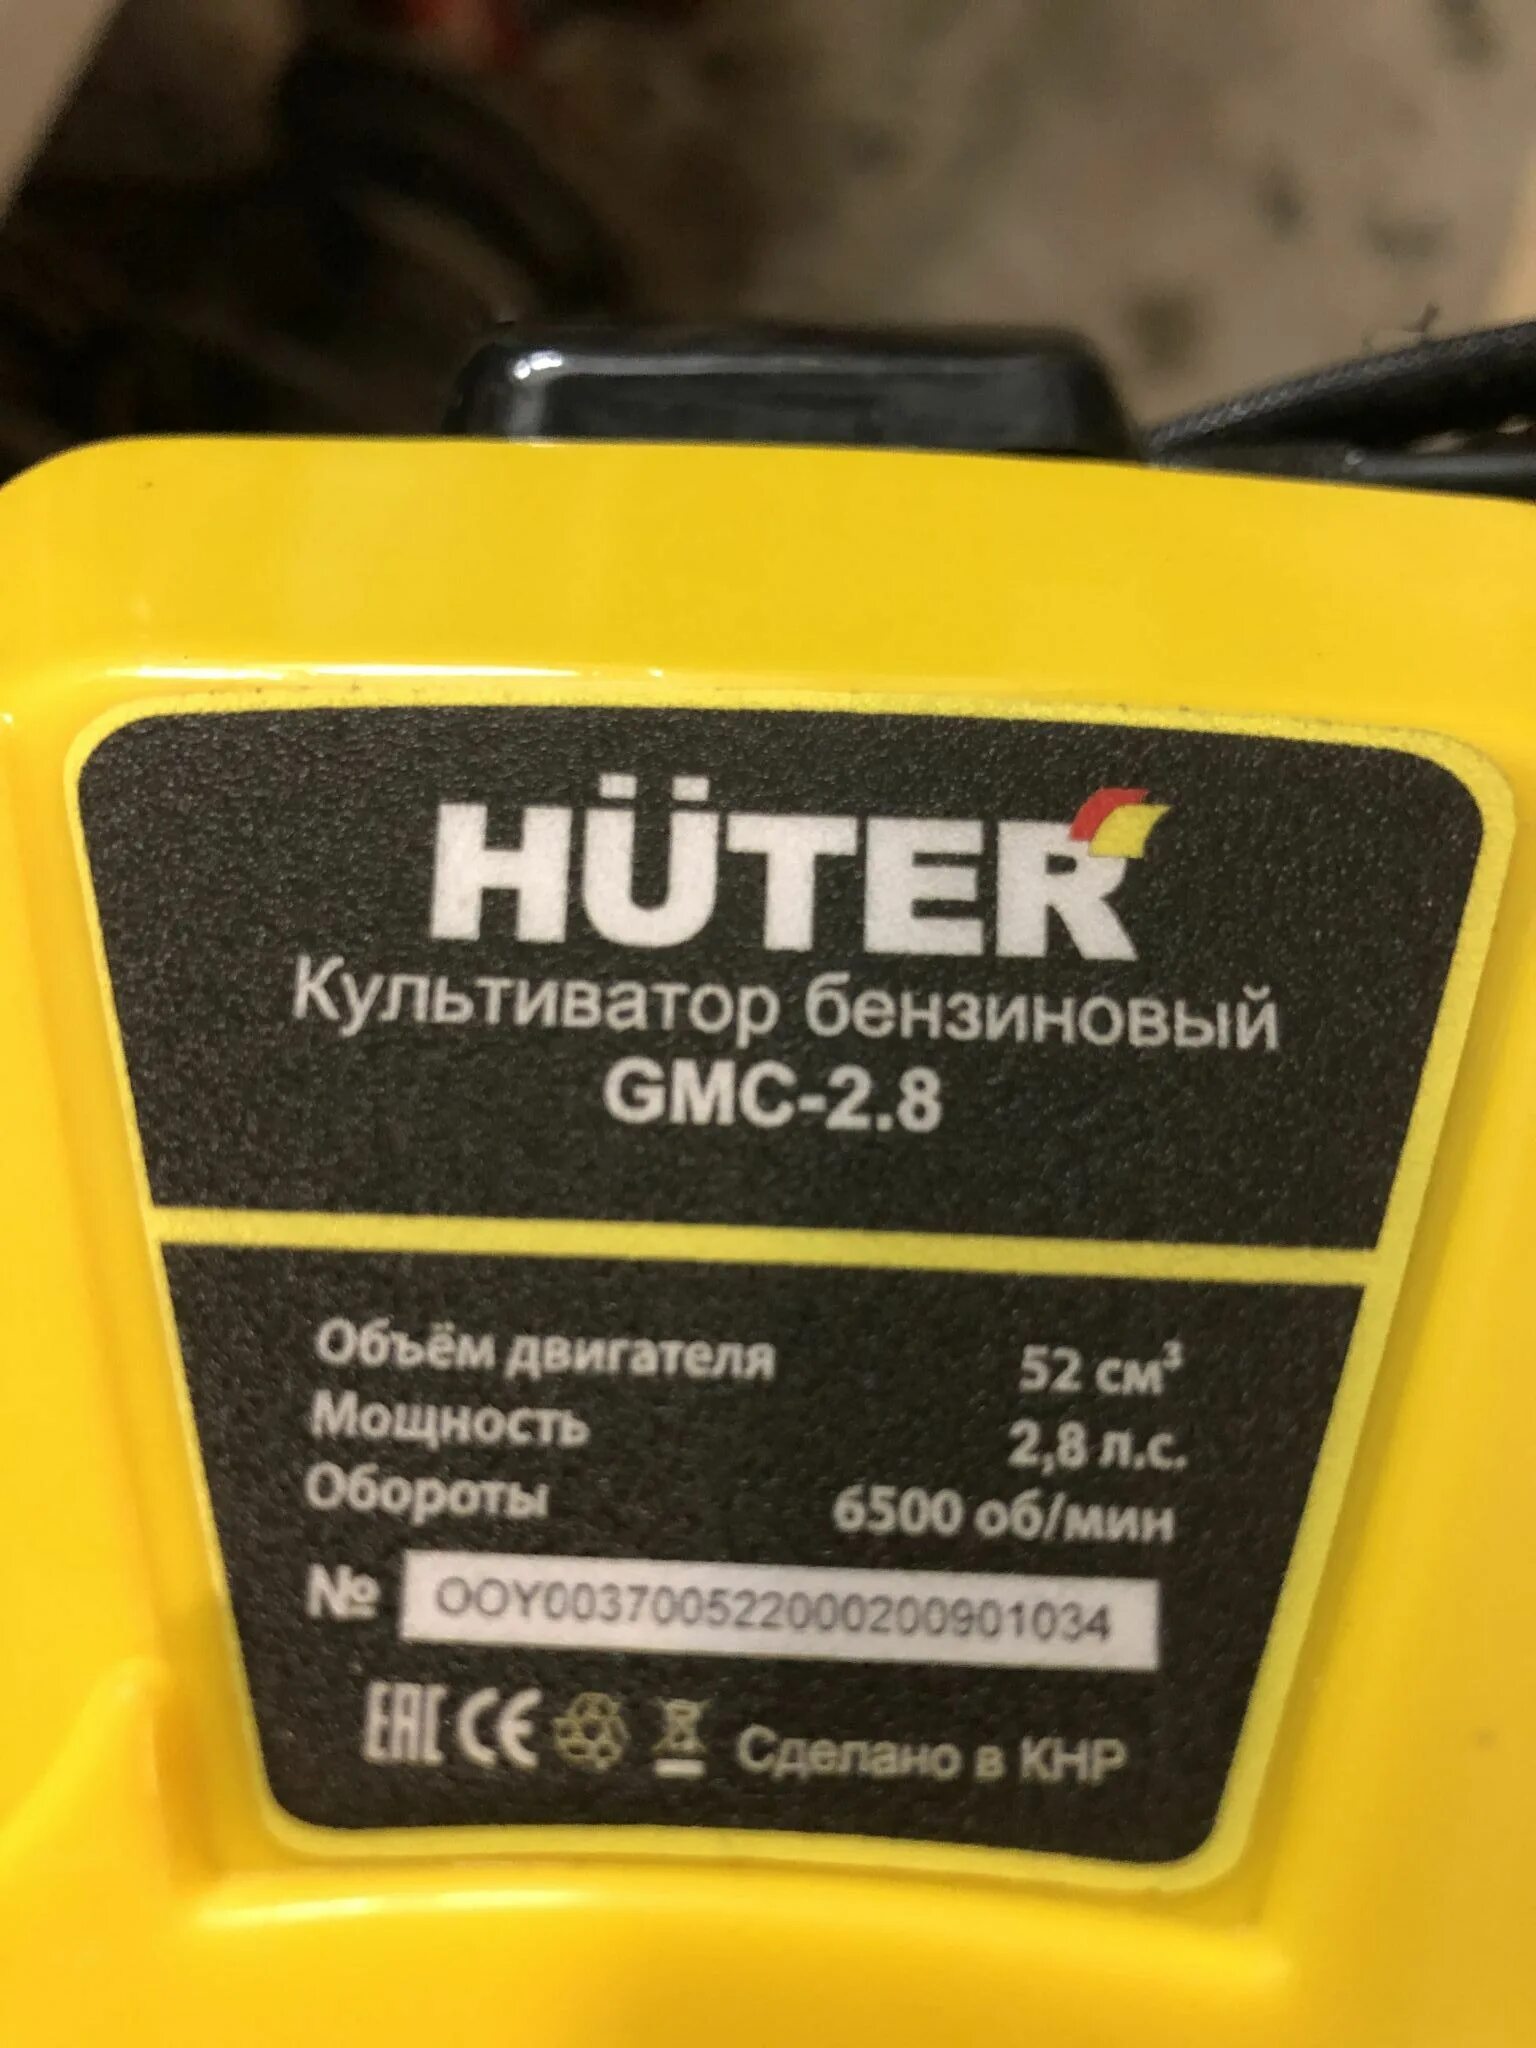 HÜTER
Культиватор бензиновый
GMC-2.8
Объём двигателя 52 см³
Мощность 2,8 л.с.
Обороты 6500 об/мин
№ OOY003700522000200901034
EAC CE Сделано в КНР